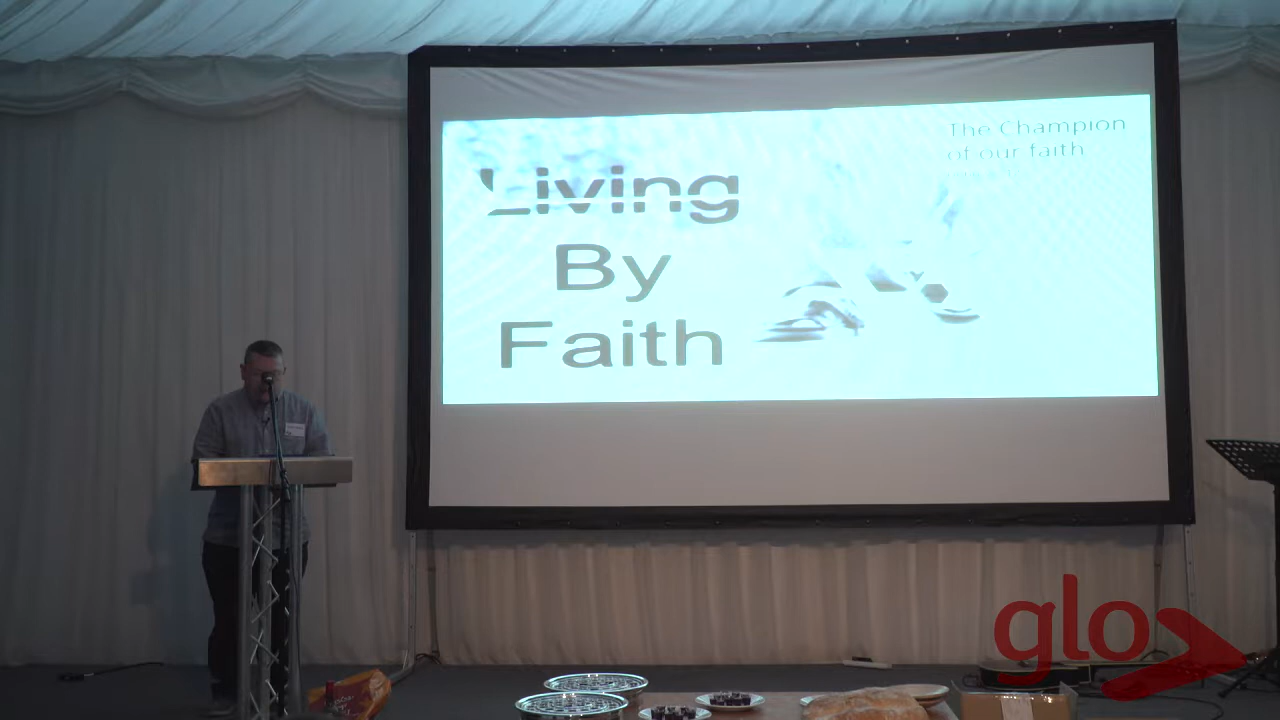 Living
By
Faith
The Champion
of our faith
glo